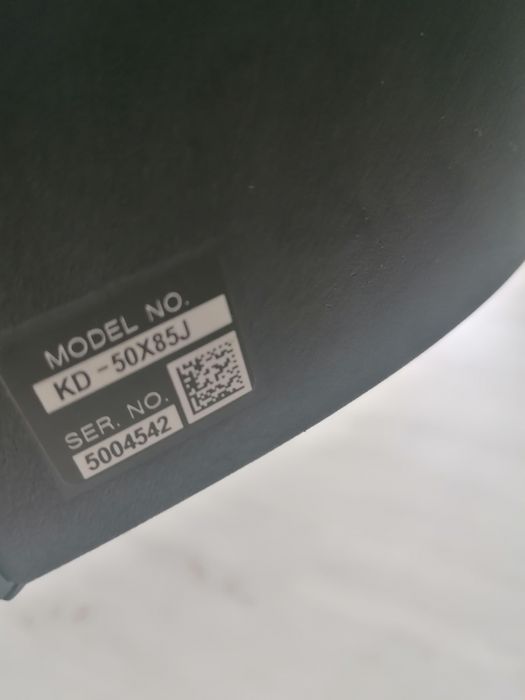 MODEL NO.
KD-50X85J
SER. NO.
5004542